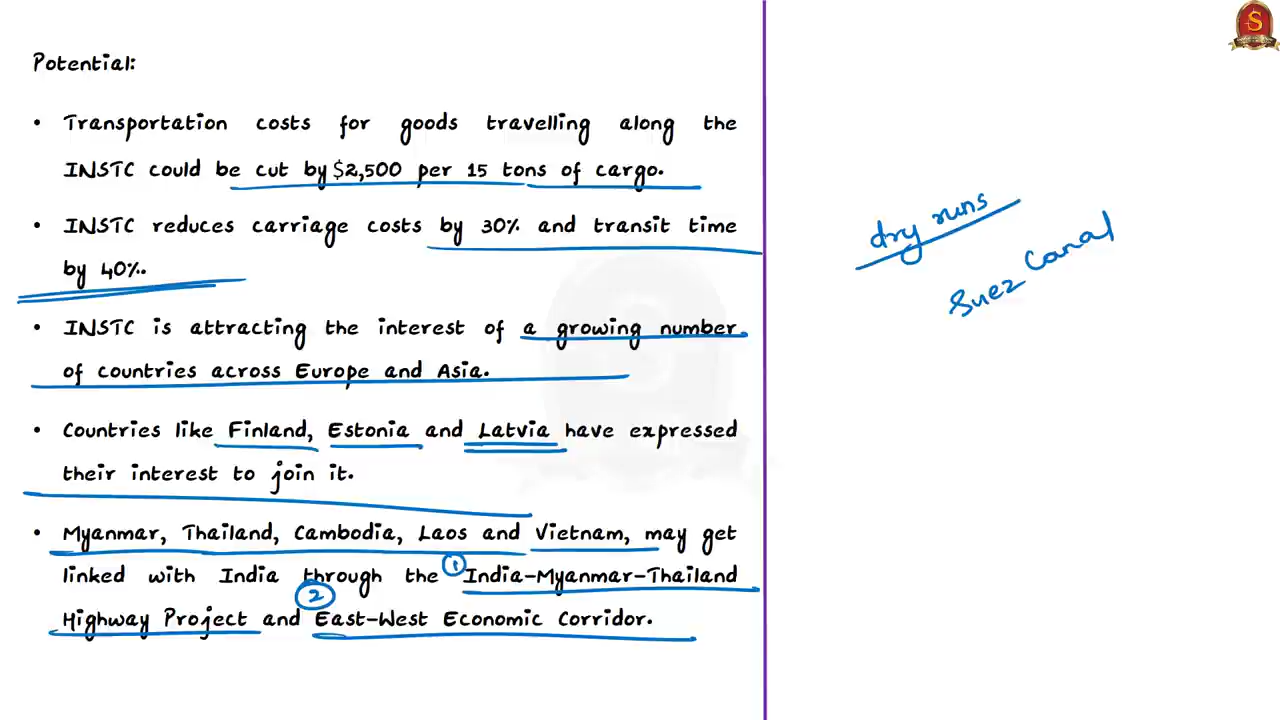 Potential:
• Transportation costs for goods travelling along the
INSTC could be cut by $2,500 per 15 tons of cargo.
• INSTC reduces carriage costs by 30% and transit time
by 40%.
• INSTC is attracting the interest of a growing number
of countries across Europe and Asia.
• Countries like Finland, Estonia and Latvia have expressed
their interest to join it.
• Myanmar, Thailand, Cambodia, Laos and Vietnam, may get
linked with India through the ① India-Myanmar-Thailand
②
Highway Project and East-West Economic Corridor.
dry runs
Suez Canal